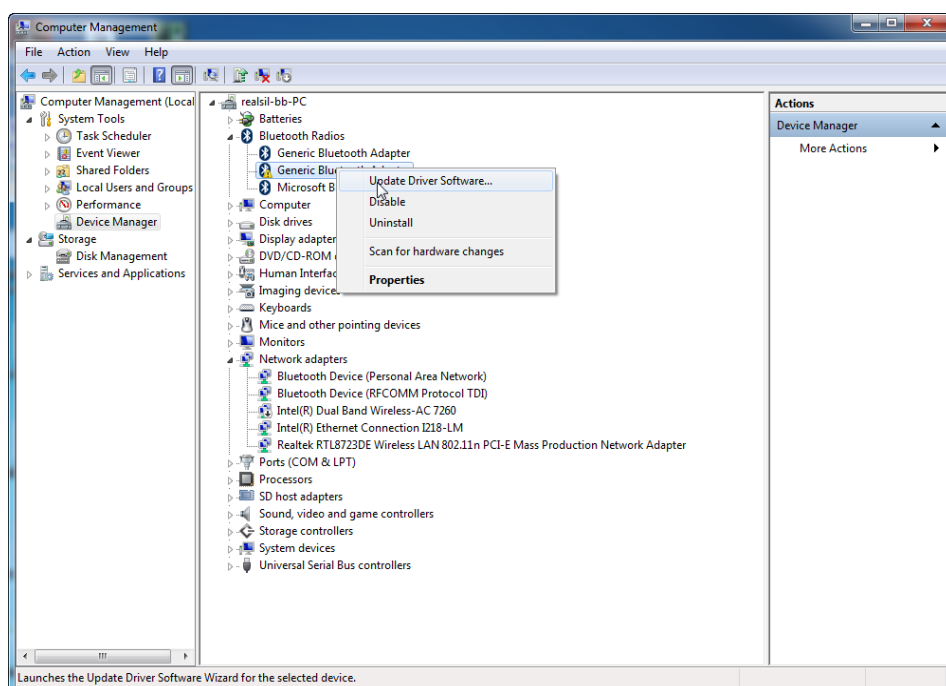 Computer Management
File Action View Help
Computer Management (Local
System Tools
Task Scheduler
Event Viewer
Shared Folders
Local Users and Groups
Performance
Device Manager
Storage
Disk Management
Services and Applications
realsil-bb-PC
Batteries
Bluetooth Radios
Generic Bluetooth Adapter
Generic
Microsoft B
Computer
Disk drives
Display adapter
DVD/CD-ROM
Human Interfac
Imaging device
Keyboards
Mice and other pointing devices
Monitors
Network adapters
Bluetooth Device (Personal Area Network)
Bluetooth Device (RFCOMM Protocol TDI)
Intel(R) Dual Band Wireless-AC 7260
Intel(R) Ethernet Connection I218-LM
Realtek RTL8723DE Wireless LAN 802.11n PCI-E Mass Production Network Adapter
Ports (COM & LPT)
Processors
SD host adapters
Sound, video and game controllers
Storage controllers
System devices
Universal Serial Bus controllers
Update Driver Software...
Disable
Uninstall
Scan for hardware changes
Properties
Actions
Device Manager
More Actions
Launches the Update Driver Software Wizard for the selected device.